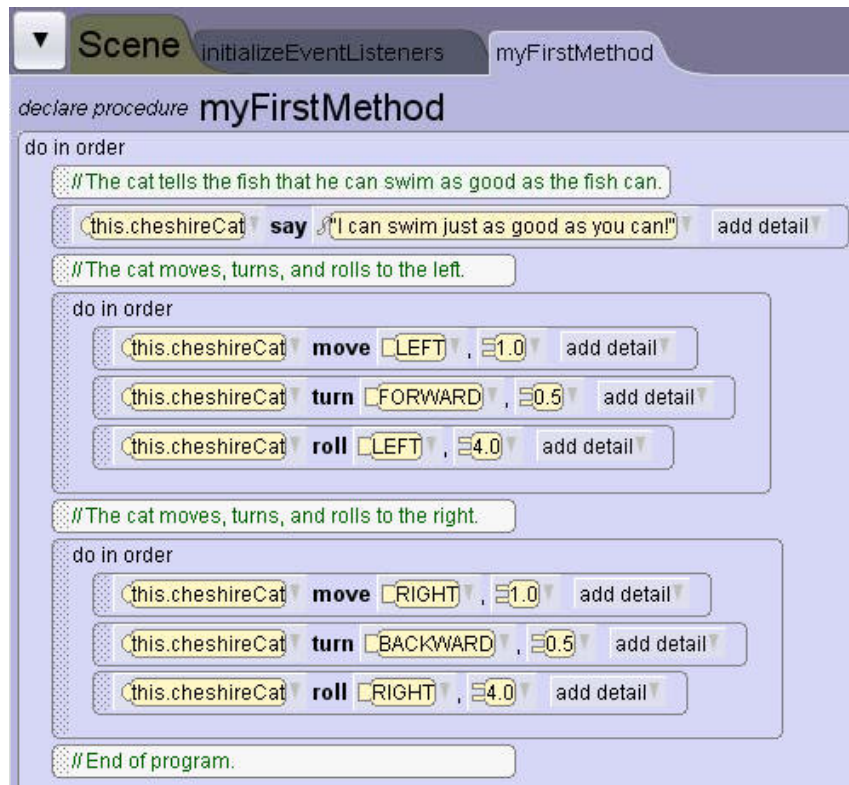 Scene initializeEventListeners myFirstMethod
declare procedure myFirstMethod
do in order
//The cat tells the fish that he can swim as good as the fish can.
this.cheshireCat say "I can swim just as good as you can!" add detail
//The cat moves, turns, and rolls to the left.
do in order
this.cheshireCat move LEFT , 1.0 add detail
this.cheshireCat turn FORWARD , 0.5 add detail
this.cheshireCat roll LEFT , 4.0 add detail
//The cat moves, turns, and rolls to the right.
do in order
this.cheshireCat move RIGHT , 1.0 add detail
this.cheshireCat turn BACKWARD , 0.5 add detail
this.cheshireCat roll RIGHT , 4.0 add detail
//End of program.